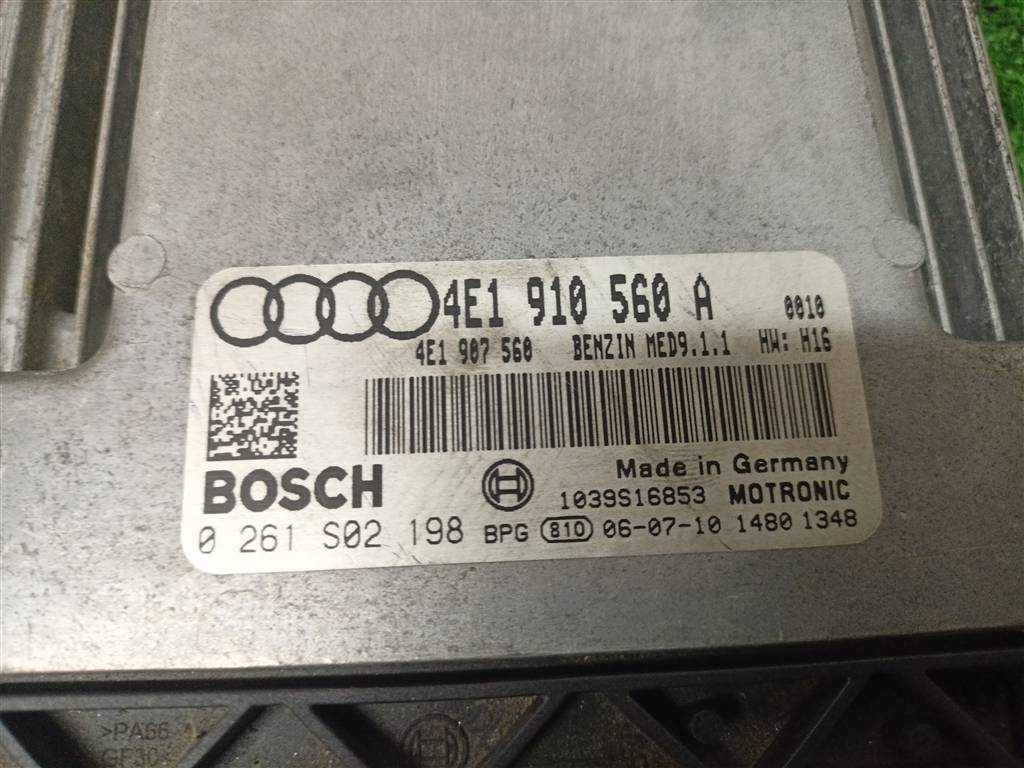 4E1 910 560 A 0010
4E1 907 560 BENZIN MED9.1.1 HW: H16
BOSCH
Made in Germany
1039S16853 MOTRONIC
0 261 S02 198 BPG 810 06-07-10 1480 1348
>PA66
GF30